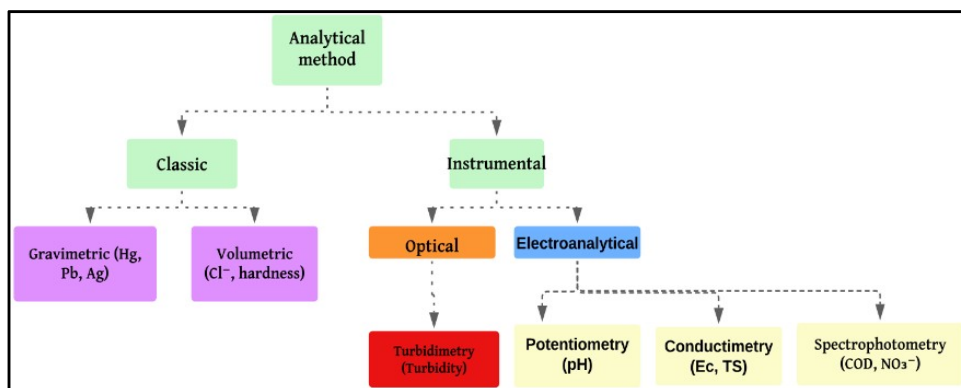 Analytical
method
Classic
Instrumental
Gravimetric (Hg,
Pb, Ag)
Volumetric
(Cl⁻, hardness)
Optical
Electroanalytical
Turbidimetry
(Turbidity)
Potentiometry
(pH)
Conductimetry
(Ec, TS)
Spectrophotometry
(COD, NO₃⁻)